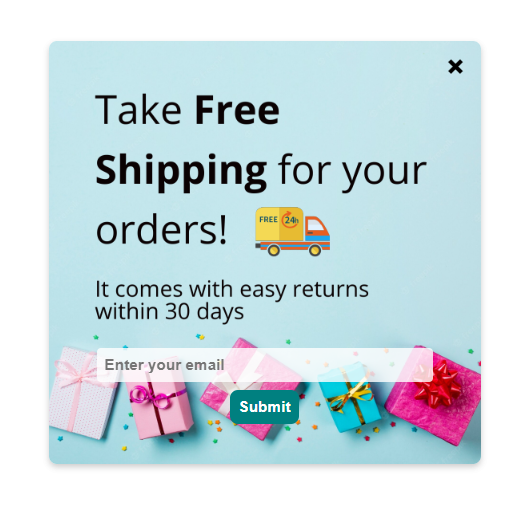 Take Free
Shipping for your
orders!
FREE 24h
It comes with easy returns
within 30 days
Enter your email
Submit